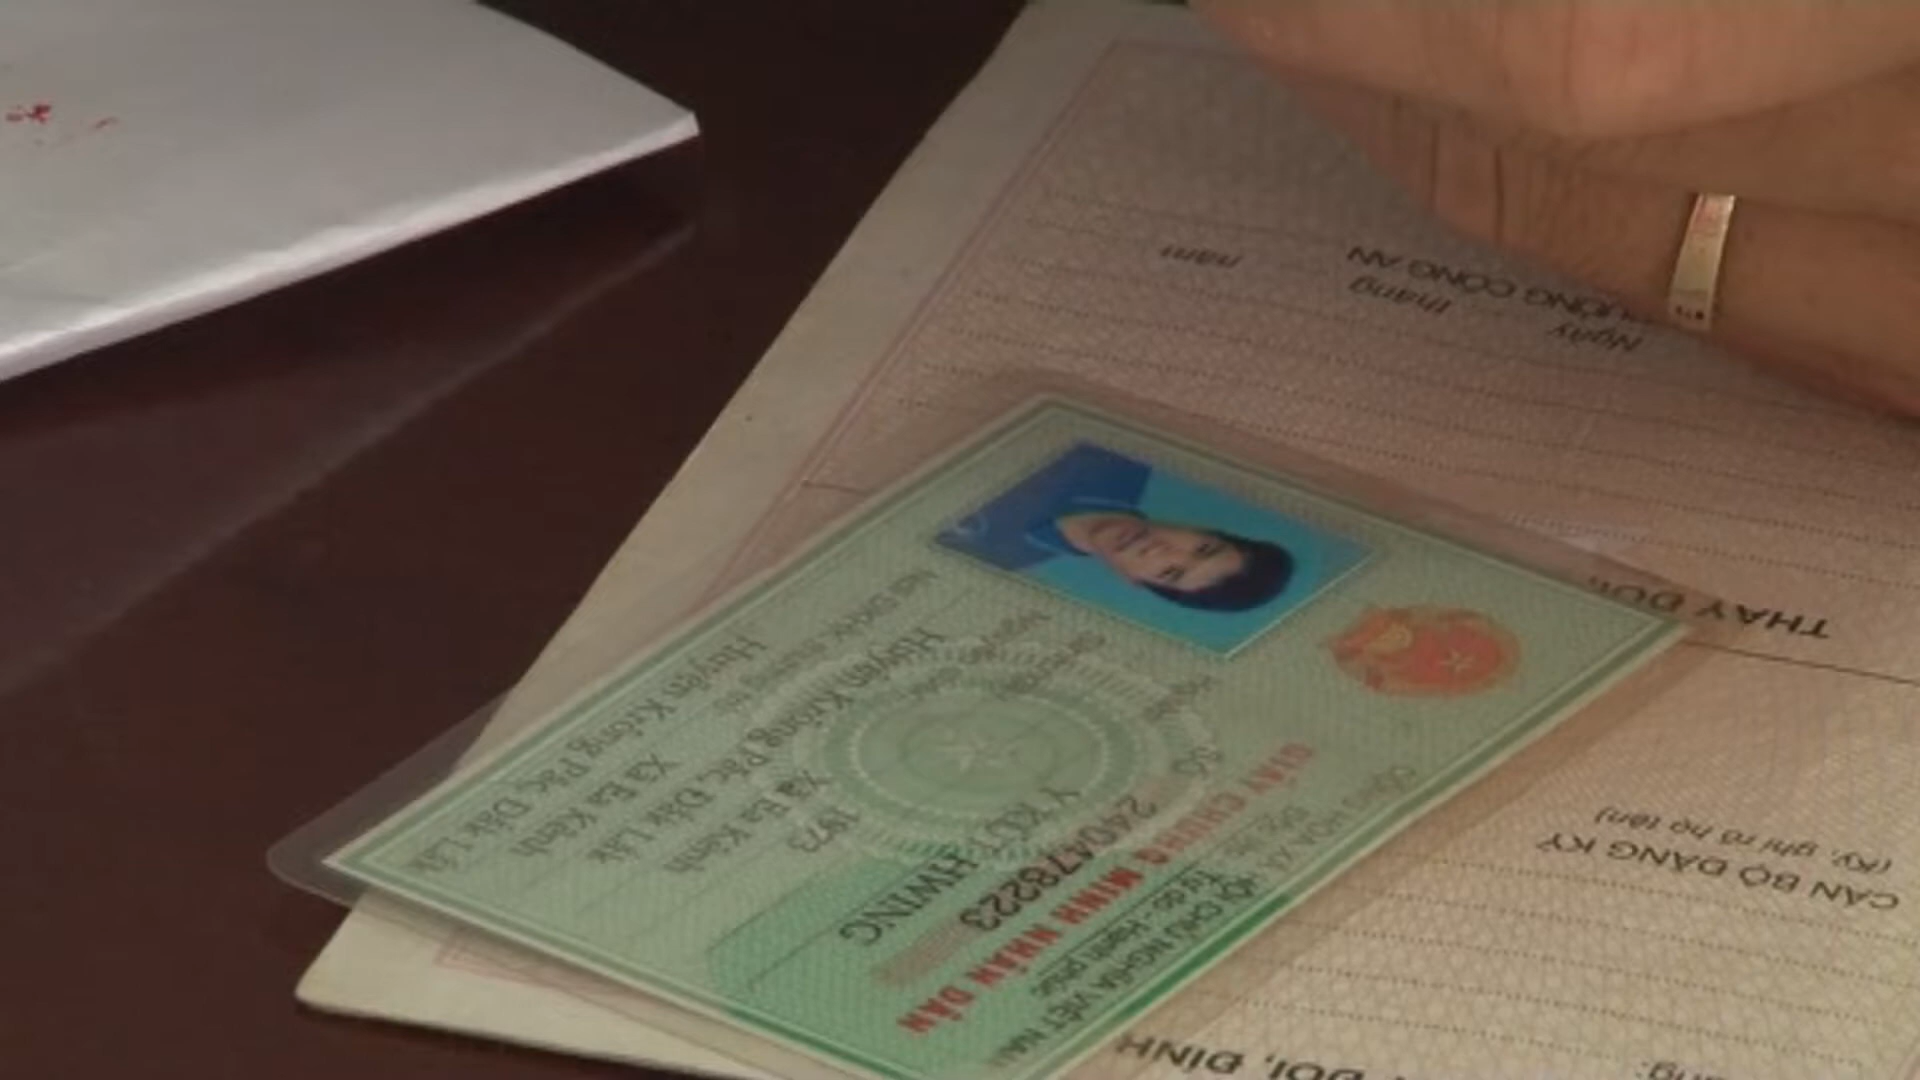 CỘNG HÒA XÃ HỘI CHỦ NGHĨA VIỆT NAM
Độc lập - Tự do - Hạnh phúc
GIẤY CHỨNG MINH NHÂN DÂN
SỐ 240478223
HWING
1973
Xã Ea Kênh
Huyện Krông Pắc, Đắk Lắk
Xã Ea Kênh
Huyện Krông Pắc Đắk Lắk
ĐỔI, ĐÍNH
CÁN BỘ ĐĂNG KÝ
(Ký, ghi rõ họ tên)
THAY ĐỔI,
Ngày tháng năm
CÔNG AN